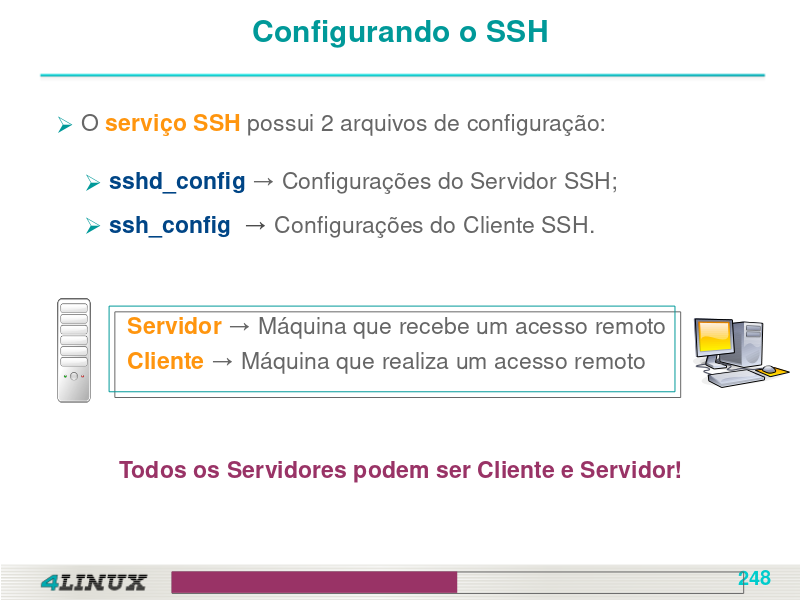 Configurando o SSH
O serviço SSH possui 2 arquivos de configuração:
sshd_config → Configurações do Servidor SSH;
ssh_config → Configurações do Cliente SSH.
Servidor → Máquina que recebe um acesso remoto
Cliente → Máquina que realiza um acesso remoto
Todos os Servidores podem ser Cliente e Servidor!
4LINUX
248